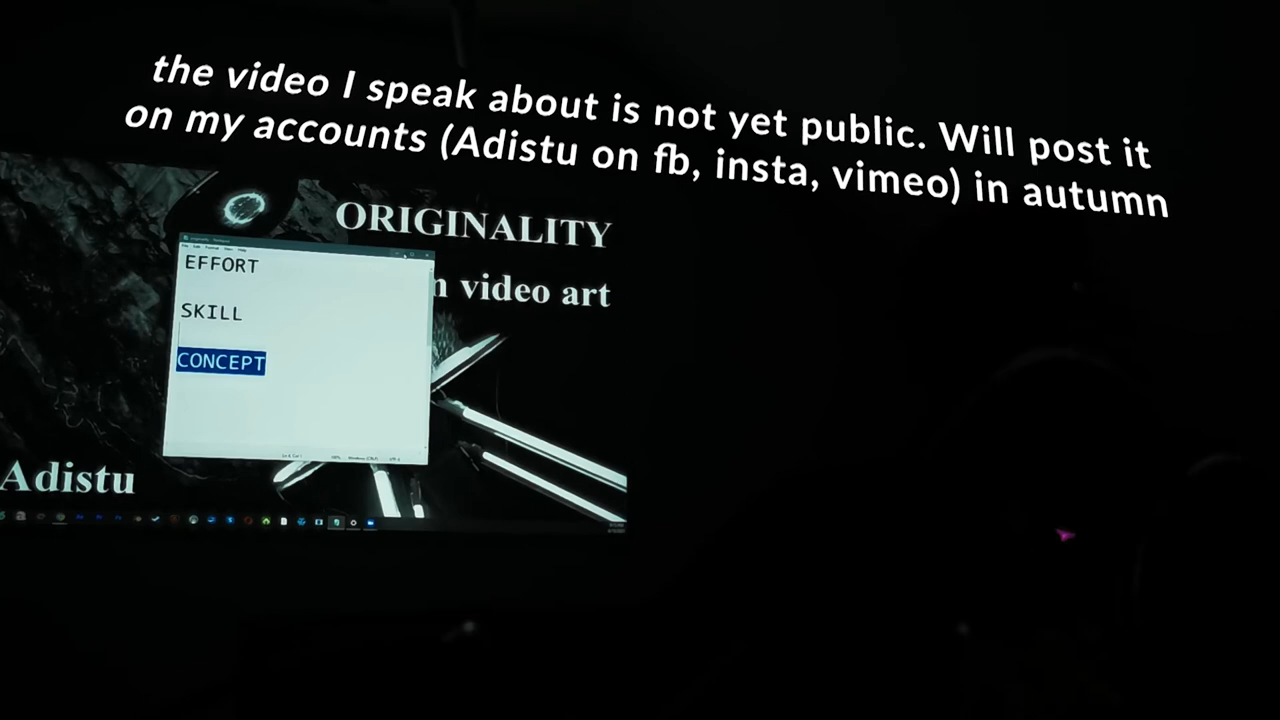 the video I speak about is not yet public. Will post it
on my accounts (Adistu on fb, insta, vimeo) in autumn
ORIGINALITY
video art
EFFORT
SKILL
CONCEPT
Adistu